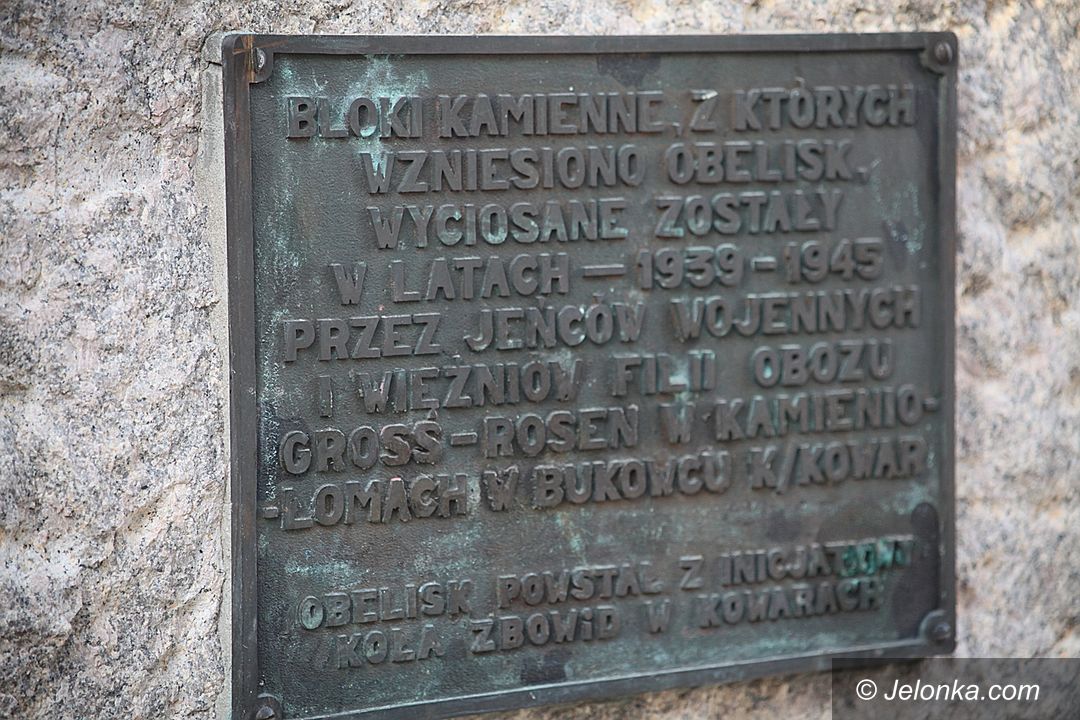 BLOKI KAMIENNE, Z KTÓRYCH
WZNIESIONO OBELISK,
WYCIOSANE ZOSTAŁY
W LATACH — 1939 - 1945
PRZEZ JEŃCÓW WOJENNYCH
I WIĘŹNIÓW FILII OBOZU
GROSS - ROSEN W KAMIENIO-
-ŁOMACH W BUKOWCU K/KOWAR
OBELISK POWSTAŁ Z INICJATYWY
KOŁA ZBOWiD W KOWARACH
© Jelonka.com